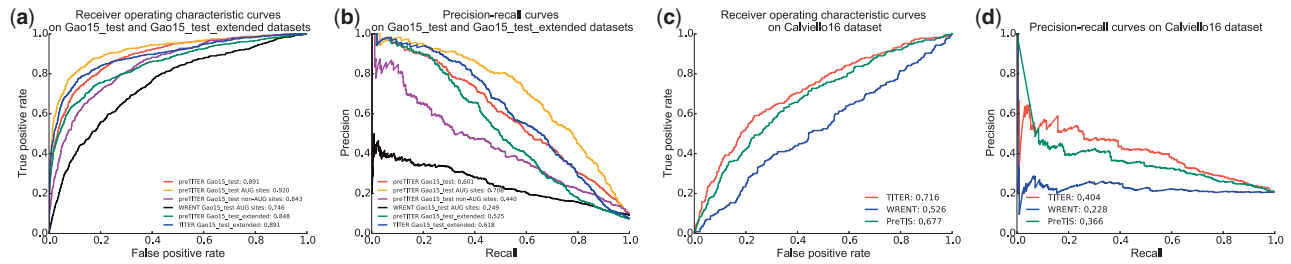 (a)
Receiver operating characteristic curves
on Gao15_test and Gao15_test_extended datasets
True positive rate
1.0
0.8
0.6
0.4
0.2
0.0
0.0 0.2 0.4 0.6 0.8 1.0
False positive rate
preTITER Gao15_test: 0.891
preTITER Gao15_test AUG sites: 0.920
preTITER Gao15_test non-AUG sites: 0.843
WRENT Gao15_test AUG sites: 0.746
preTITER Gao15_test_extended: 0.848
TITER Gao15_test_extended: 0.891
(b)
Precision-recall curves
on Gao15_test and Gao15_test_extended datasets
Precision
1.0
0.8
0.6
0.4
0.2
0.0
0.0 0.2 0.4 0.6 0.8 1.0
Recall
preTITER Gao15_test: 0.601
preTITER Gao15_test AUG sites: 0.708
preTITER Gao15_test non-AUG sites: 0.440
WRENT Gao15_test AUG sites: 0.249
preTITER Gao15_test_extended: 0.525
TITER Gao15_test_extended: 0.618
(c)
Receiver operating characteristic curves
on Calviello16 dataset
True positive rate
1.0
0.8
0.6
0.4
0.2
0.0
0.0 0.2 0.4 0.6 0.8 1.0
False positive rate
TITER: 0,716
WRENT: 0,526
PreTIS: 0,677
(d)
Precision-recall curves on Calviello16 dataset
Precision
1.0
0.8
0.6
0.4
0.2
0.0
0.0 0.2 0.4 0.6 0.8 1.0
Recall
TITER: 0,404
WRENT: 0,228
PreTIS: 0,366